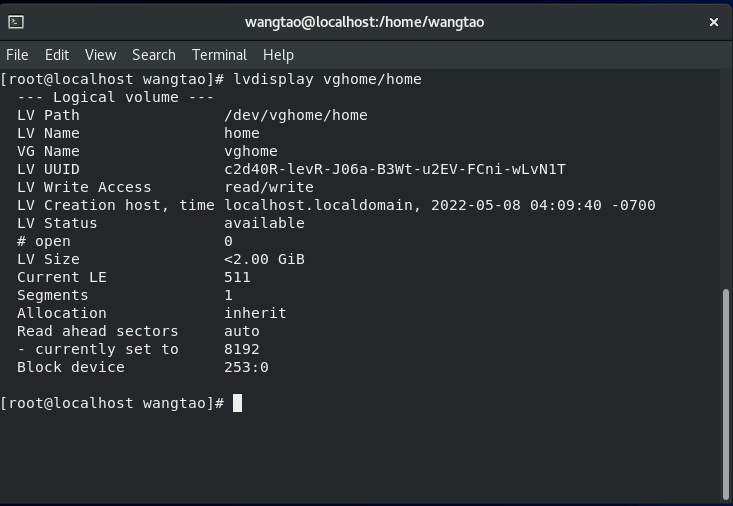 wangtao@localhost:/home/wangtao
File Edit View Search Terminal Help
[root@localhost wangtao]# lvdisplay vghome/home
  --- Logical volume ---
  LV Path                /dev/vghome/home
  LV Name                home
  VG Name                vghome
  LV UUID                c2d40R-levR-J06a-B3Wt-u2EV-FCni-wLvN1T
  LV Write Access        read/write
  LV Creation host, time localhost.localdomain, 2022-05-08 04:09:40 -0700
  LV Status              available
  # open                 0
  LV Size                <2.00 GiB
  Current LE             511
  Segments               1
  Allocation             inherit
  Read ahead sectors     auto
  - currently set to     8192
  Block device           253:0
[root@localhost wangtao]#